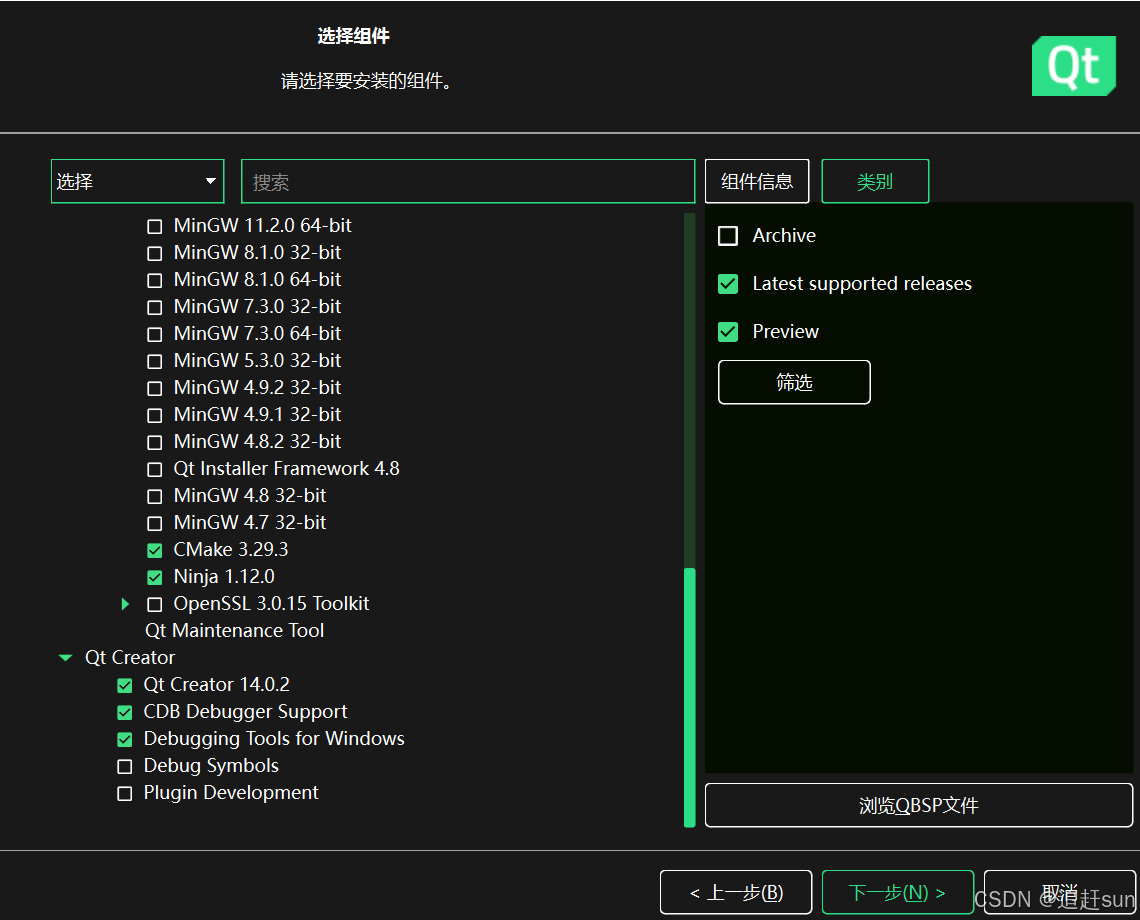 选择组件
请选择要安装的组件。
Qt
选择
搜索
组件信息
类别
MinGW 11.2.0 64-bit
MinGW 8.1.0 32-bit
MinGW 8.1.0 64-bit
MinGW 7.3.0 32-bit
MinGW 7.3.0 64-bit
MinGW 5.3.0 32-bit
MinGW 4.9.2 32-bit
MinGW 4.9.1 32-bit
MinGW 4.8.2 32-bit
Qt Installer Framework 4.8
MinGW 4.8 32-bit
MinGW 4.7 32-bit
CMake 3.29.3
Ninja 1.12.0
OpenSSL 3.0.15 Toolkit
Qt Maintenance Tool
Qt Creator
Qt Creator 14.0.2
CDB Debugger Support
Debugging Tools for Windows
Debug Symbols
Plugin Development
Archive
Latest supported releases
Preview
筛选
浏览QBSP文件
< 上一步(B)
下一步(N) >
取消
CSDN @追赶sun